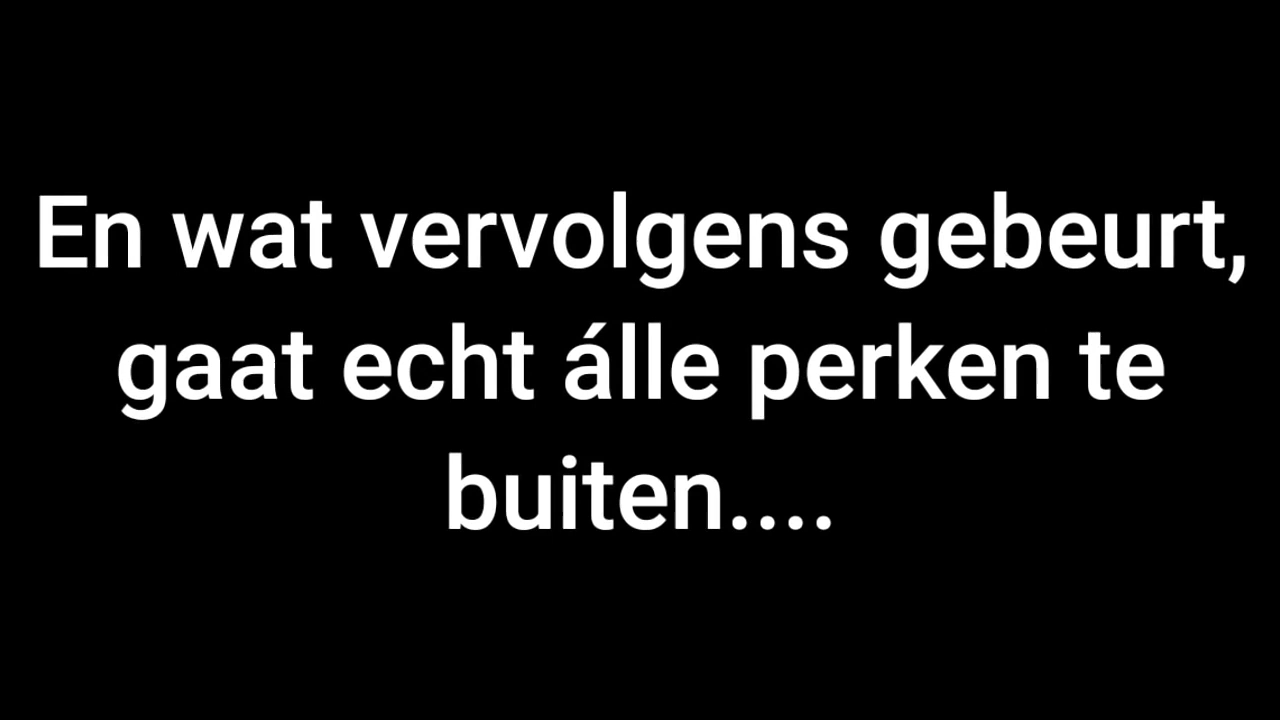 En wat vervolgens gebeurt,
gaat echt álle perken te
buiten....